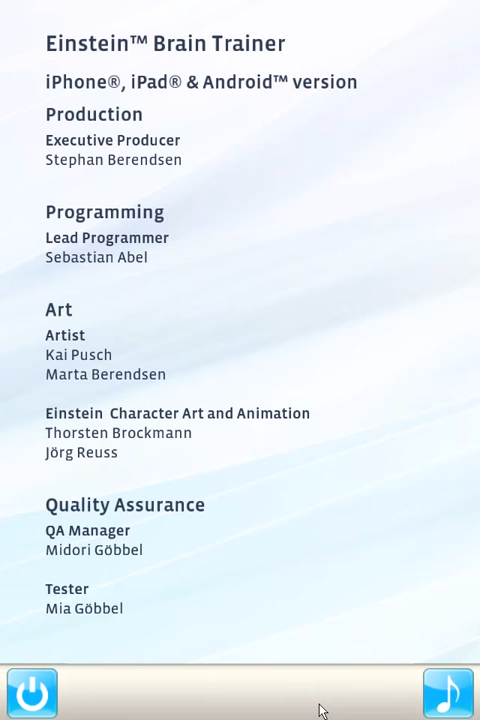 Einstein™ Brain Trainer
iPhone®, iPad® & Android™ version
Production
Executive Producer
Stephan Berendsen
Programming
Lead Programmer
Sebastian Abel
Art
Artist
Kai Pusch
Marta Berendsen
Einstein  Character Art and Animation
Thorsten Brockmann
Jörg Reuss
Quality Assurance
QA Manager
Midori Göbbel
Tester
Mia Göbbel